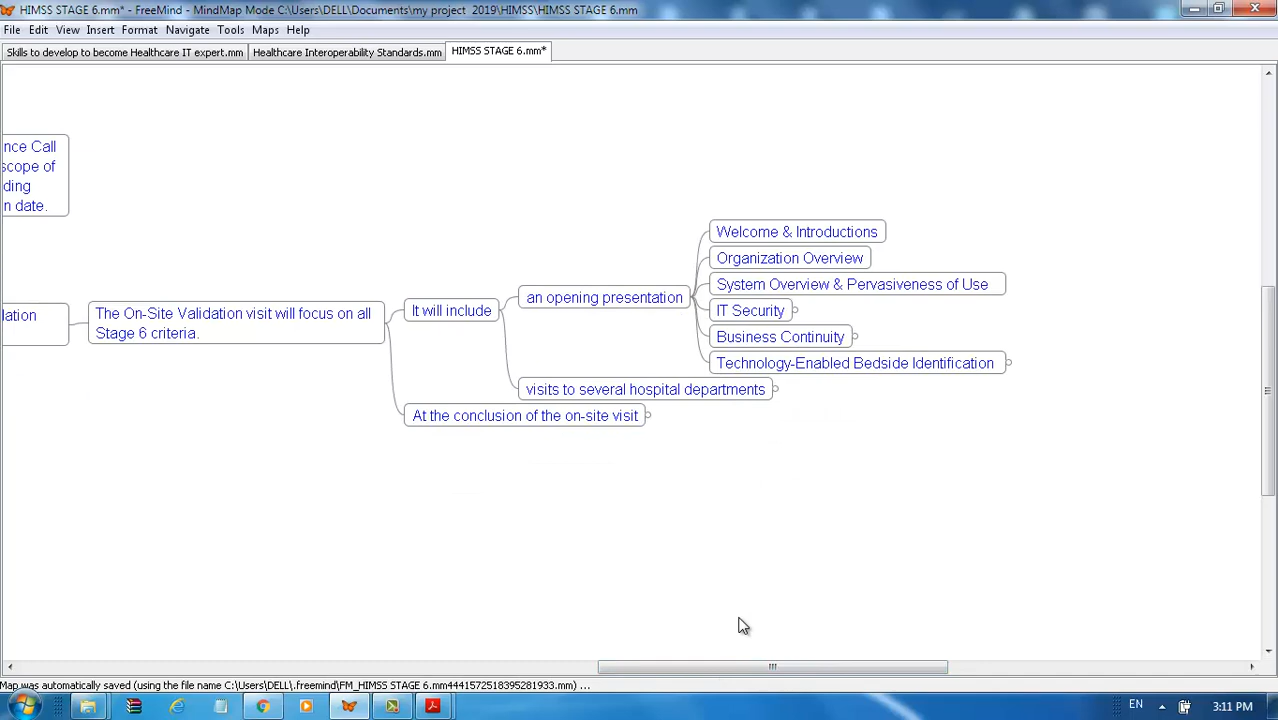 HIMSS STAGE 6.mm* - FreeMind - MindMap Mode C:\Users\DELL\Documents\my project  2019\HIMSS\HIMSS STAGE 6.mm
File Edit View Insert Format Navigate Tools Maps Help
Skills to develop to become Healthcare IT expert.mm Healthcare Interoperability Standards.mm HIMSS STAGE 6.mm*
nce Call
scope of
ding
n date.
lation
The On-Site Validation visit will focus on all
Stage 6 criteria.
It will include
an opening presentation
Welcome & Introductions
Organization Overview
System Overview & Pervasiveness of Use
IT Security
Business Continuity
Technology-Enabled Bedside Identification
visits to several hospital departments
At the conclusion of the on-site visit
Map was automatically saved (using the file name C:\Users\DELL\.freemind\FM_HIMSS STAGE 6.mm4441572518395281933.mm) ...
EN 3:11 PM